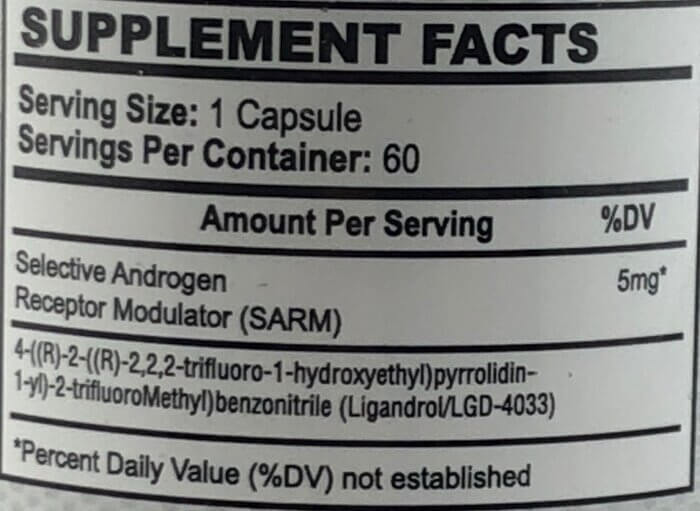 SUPPLEMENT FACTS
Serving Size: 1 Capsule
Servings Per Container: 60
Amount Per Serving %DV
Selective Androgen 5mg*
Receptor Modulator (SARM)
4-((R)-2-((R)-2,2,2-trifluoro-1-hydroxyethyl)pyrrolidin-
1-yl)-2-trifluoroMethyl)benzonitrile (Ligandrol/LGD-4033)
*Percent Daily Value (%DV) not established